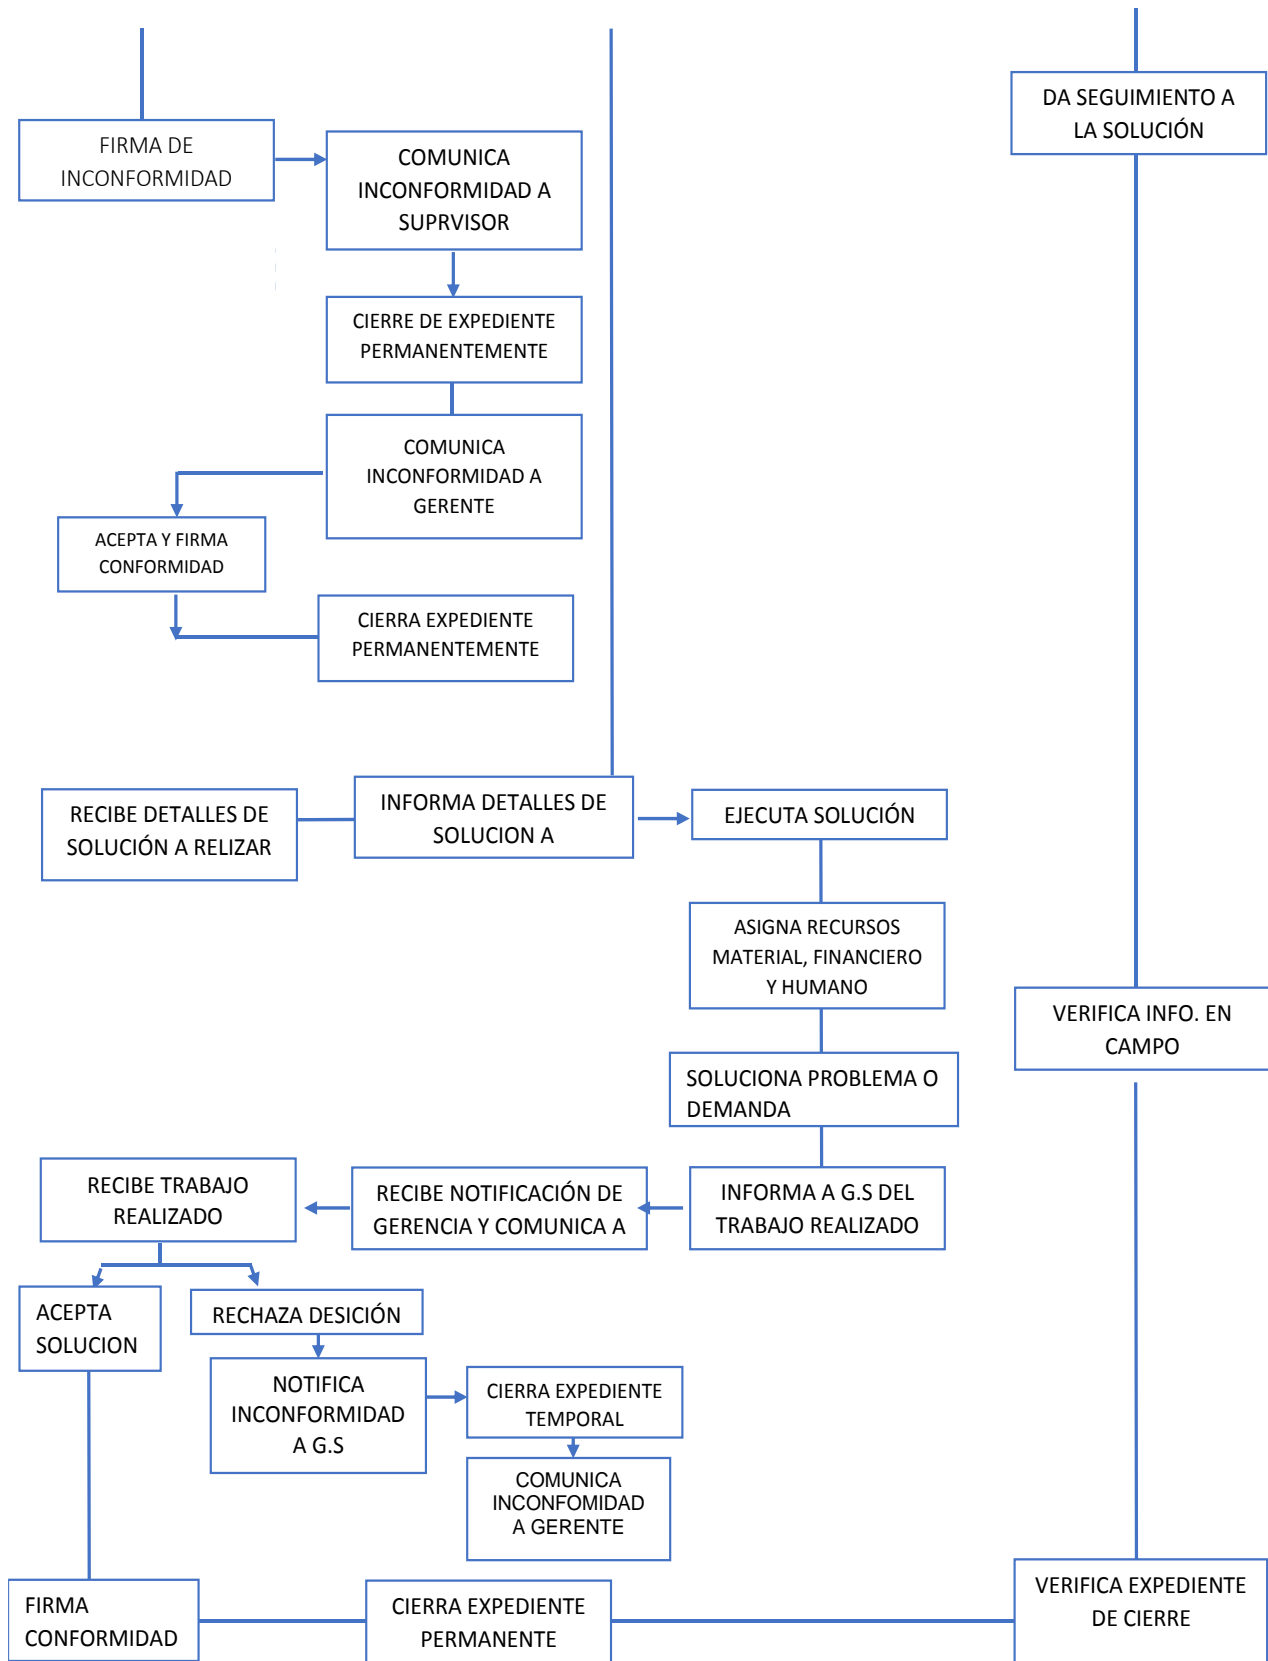 DA SEGUIMIENTO A
LA SOLUCIÓN
FIRMA DE
INCONFORMIDAD
COMUNICA
INCONFORMIDAD A
SUPRVISOR
CIERRE DE EXPEDIENTE
PERMANENTEMENTE
COMUNICA
INCONFORMIDAD A
GERENTE
ACEPTA Y FIRMA
CONFORMIDAD
CIERRA EXPEDIENTE
PERMANENTEMENTE
RECIBE DETALLES DE
SOLUCIÓN A RELIZAR
INFORMA DETALLES DE
SOLUCION A
EJECUTA SOLUCIÓN
ASIGNA RECURSOS
MATERIAL, FINANCIERO
Y HUMANO
VERIFICA INFO. EN
CAMPO
SOLUCIONA PROBLEMA O
DEMANDA
RECIBE TRABAJO
REALIZADO
RECIBE NOTIFICACIÓN DE
GERENCIA Y COMUNICA A
INFORMA A G.S DEL
TRABAJO REALIZADO
ACEPTA
SOLUCION
RECHAZA DESICIÓN
NOTIFICA
INCONFORMIDAD
A G.S
CIERRA EXPEDIENTE
TEMPORAL
COMUNICA
INCONFOMIDAD
A GERENTE
FIRMA
CONFORMIDAD
CIERRA EXPEDIENTE
PERMANENTE
VERIFICA EXPEDIENTE
DE CIERRE